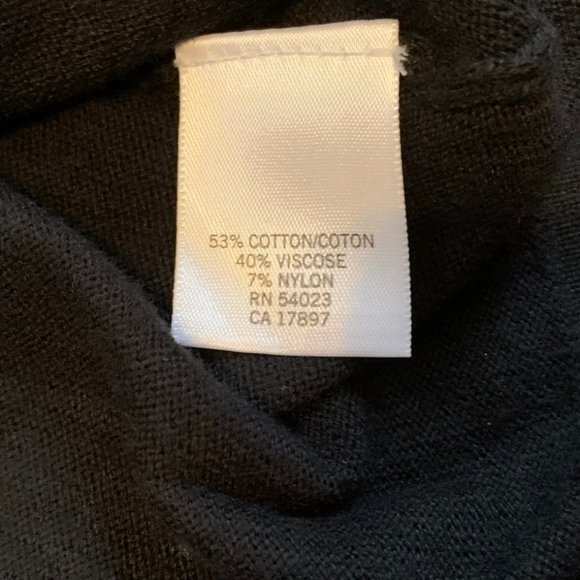 53% COTTON/COTON
40% VISCOSE
7% NYLON
RN 54023
CA 17897